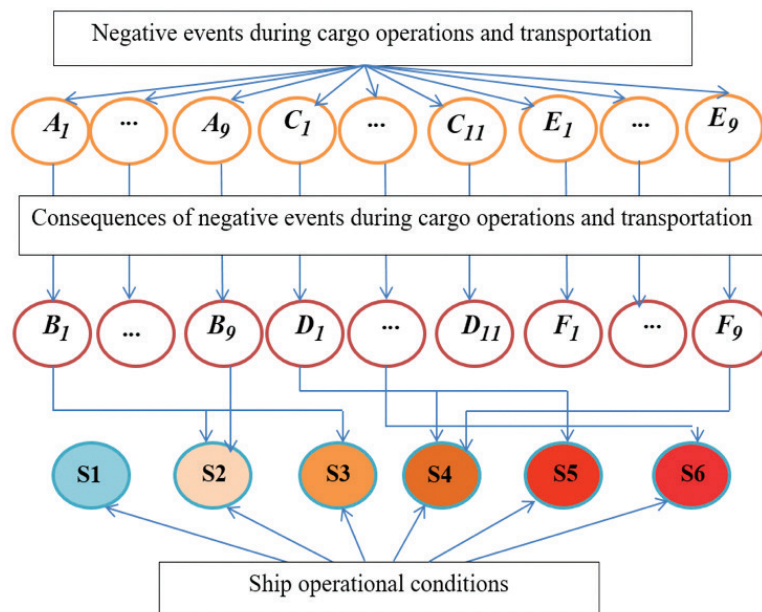 Negative events during cargo operations and transportation
A1 ... A9 C1 ... C11 E1 ... E9
Consequences of negative events during cargo operations and transportation
B1 ... B9 D1 ... D11 F1 ... F9
S1 S2 S3 S4 S5 S6
Ship operational conditions